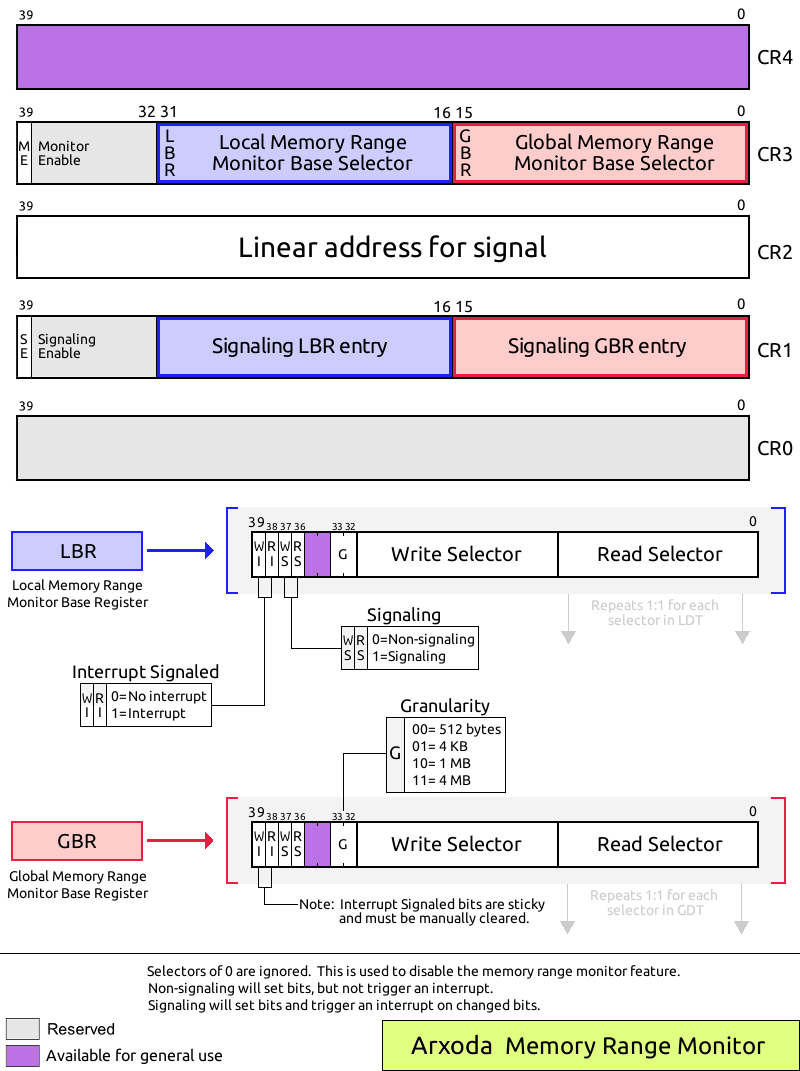 39 0
CR4
39 32 31 16 15 0
M E Monitor Enable
L B R Local Memory Range Monitor Base Selector
G B R Global Memory Range Monitor Base Selector
CR3
39 0
Linear address for signal
CR2
39 16 15 0
S E Signaling Enable
Signaling LBR entry
Signaling GBR entry
CR1
39 0
CR0
LBR
Local Memory Range
Monitor Base Register
39 38 37 36 33 32 0
W I R I W S R S G Write Selector Read Selector
Repeats 1:1 for each
selector in LDT
Signaling
W S R S 0=Non-signaling
1=Signaling
Interrupt Signaled
W I R I 0=No interrupt
1=Interrupt
Granularity
G 00= 512 bytes
01= 4 KB
10= 1 MB
11= 4 MB
GBR
Global Memory Range
Monitor Base Register
39 38 37 36 33 32 0
W I R I W S R S G Write Selector Read Selector
Repeats 1:1 for each
selector in GDT
Note: Interrupt Signaled bits are sticky
and must be manually cleared.
Selectors of 0 are ignored. This is used to disable the memory range monitor feature.
Non-signaling will set bits, but not trigger an interrupt.
Signaling will set bits and trigger an interrupt on changed bits.
Reserved
Available for general use
Arxoda Memory Range Monitor